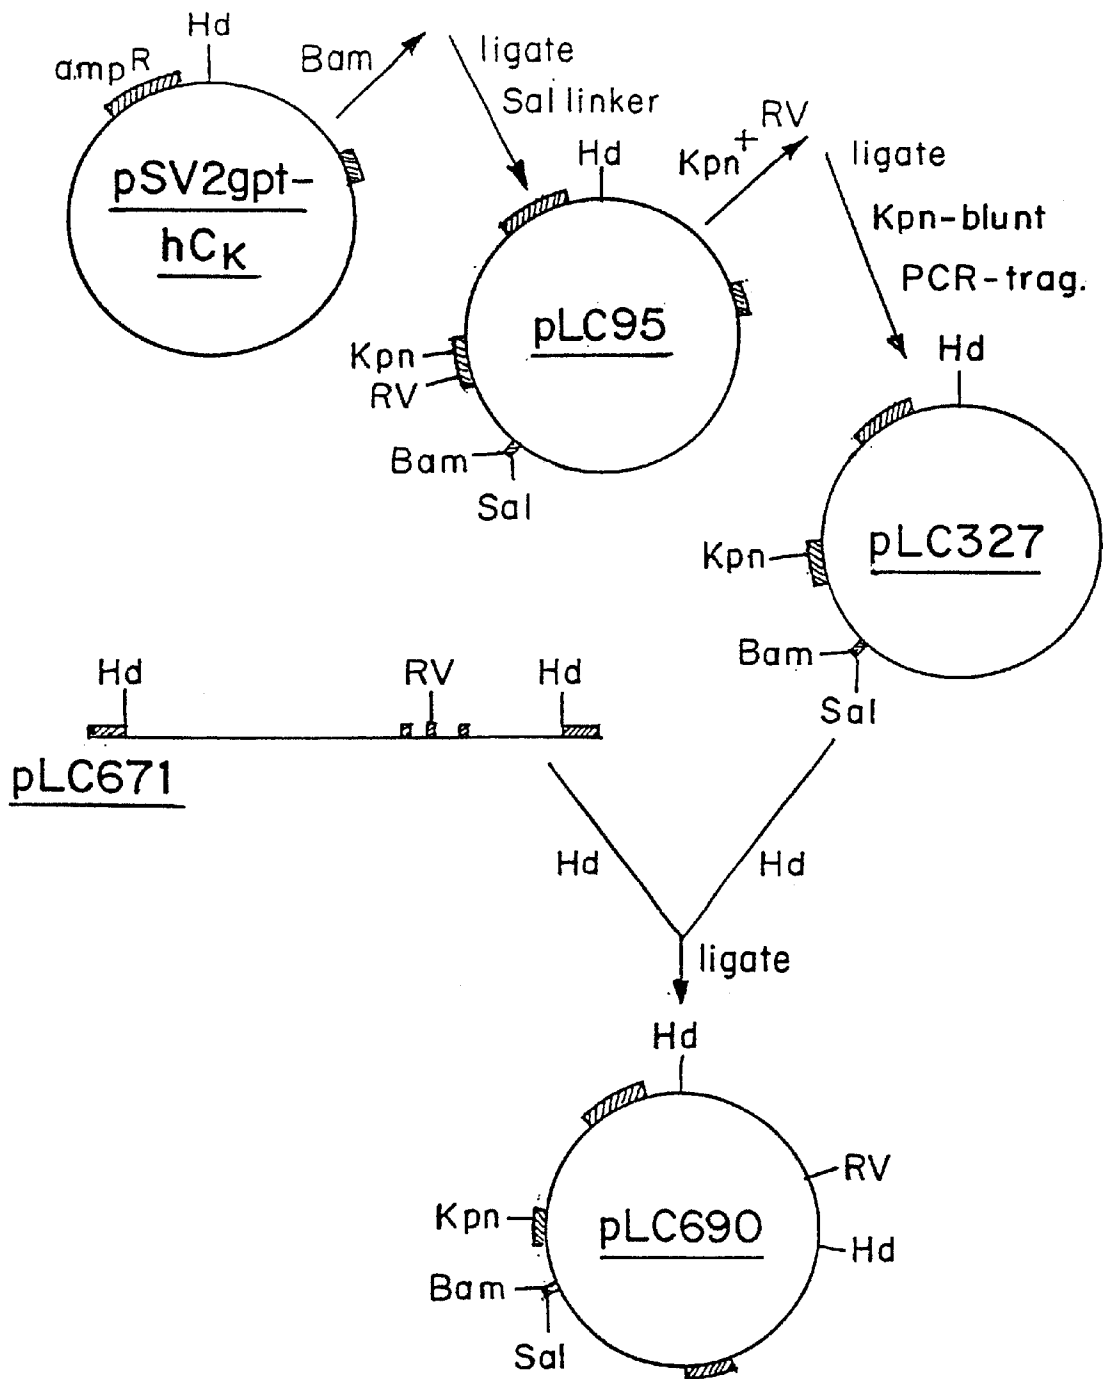 Hd
ampR
Bam
ligate
Sal linker
pSV2gpt-
hCK
Hd
Kpn + RV
ligate
Kpn-blunt
PCR-trag.
pLC95
Kpn
RV
Bam
Sal
Hd
pLC327
Kpn
Bam
Sal
Hd
RV
Hd
pLC671
Hd
Hd
ligate
Hd
RV
Kpn
pLC690
Hd
Bam
Sal